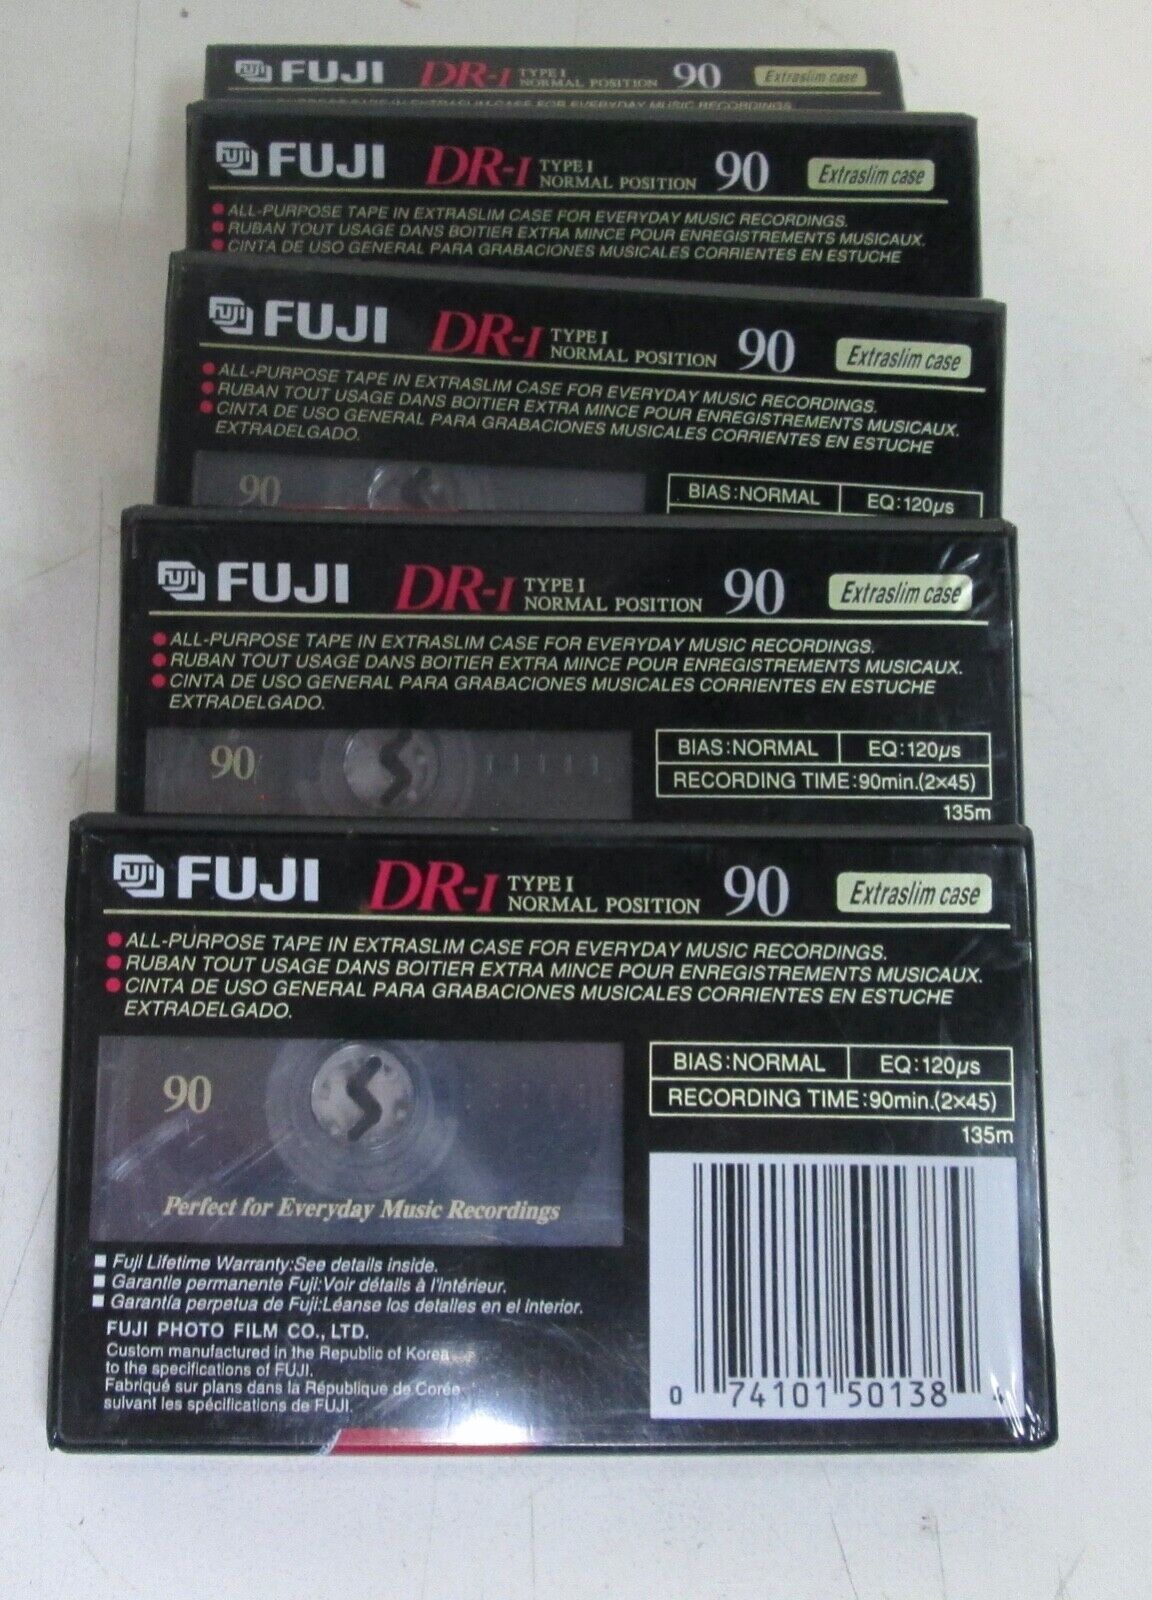 FUJI FUJI DR-I TYPE I NORMAL POSITION 90 Extraslim case
FUJI FUJI DR-I TYPE I NORMAL POSITION 90 Extraslim case
ALL-PURPOSE TAPE IN EXTRASLIM CASE FOR EVERYDAY MUSIC RECORDINGS.
RUBAN TOUT USAGE DANS BOITIER EXTRA MINCE POUR ENREGISTREMENTS MUSICAUX.
CINTA DE USO GENERAL PARA GRABACIONES MUSICALES CORRIENTES EN ESTUCHE
FUJI FUJI DR-I TYPE I NORMAL POSITION 90 Extraslim case
ALL-PURPOSE TAPE IN EXTRASLIM CASE FOR EVERYDAY MUSIC RECORDINGS.
RUBAN TOUT USAGE DANS BOITIER EXTRA MINCE POUR ENREGISTREMENTS MUSICAUX.
CINTA DE USO GENERAL PARA GRABACIONES MUSICALES CORRIENTES EN ESTUCHE
EXTRADELGADO.
90
BIAS:NORMAL EQ:120µs
FUJI FUJI DR-I TYPE I NORMAL POSITION 90 Extraslim case
ALL-PURPOSE TAPE IN EXTRASLIM CASE FOR EVERYDAY MUSIC RECORDINGS.
RUBAN TOUT USAGE DANS BOITIER EXTRA MINCE POUR ENREGISTREMENTS MUSICAUX.
CINTA DE USO GENERAL PARA GRABACIONES MUSICALES CORRIENTES EN ESTUCHE
EXTRADELGADO.
90
BIAS:NORMAL EQ:120µs
RECORDING TIME:90min.(2×45)
135m
FUJI FUJI DR-I TYPE I NORMAL POSITION 90 Extraslim case
ALL-PURPOSE TAPE IN EXTRASLIM CASE FOR EVERYDAY MUSIC RECORDINGS.
RUBAN TOUT USAGE DANS BOITIER EXTRA MINCE POUR ENREGISTREMENTS MUSICAUX.
CINTA DE USO GENERAL PARA GRABACIONES MUSICALES CORRIENTES EN ESTUCHE
EXTRADELGADO.
90
Perfect for Everyday Music Recordings
BIAS:NORMAL EQ:120µs
RECORDING TIME:90min.(2×45)
135m
Fuji Lifetime Warranty:See details inside.
Garantie permanente Fuji:Voir détails à l'intérieur.
Garantía perpetua de Fuji:Léanse los detalles en el interior.
FUJI PHOTO FILM CO., LTD.
Custom manufactured in the Republic of Korea
to the specifications of FUJI.
Fabriqué sur plans dans la République de Corée
suivant les spécifications de FUJI.
0 74101 50138